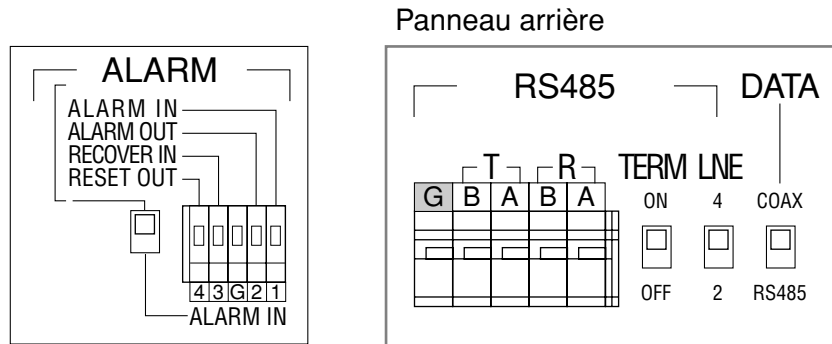 Panneau arrière
ALARM
ALARM IN
ALARM OUT
RECOVER IN
RESET OUT
4 3 G 2 1
ALARM IN
RS485 DATA
T R TERM LNE
G B A B A ON 4 COAX
OFF 2 RS485